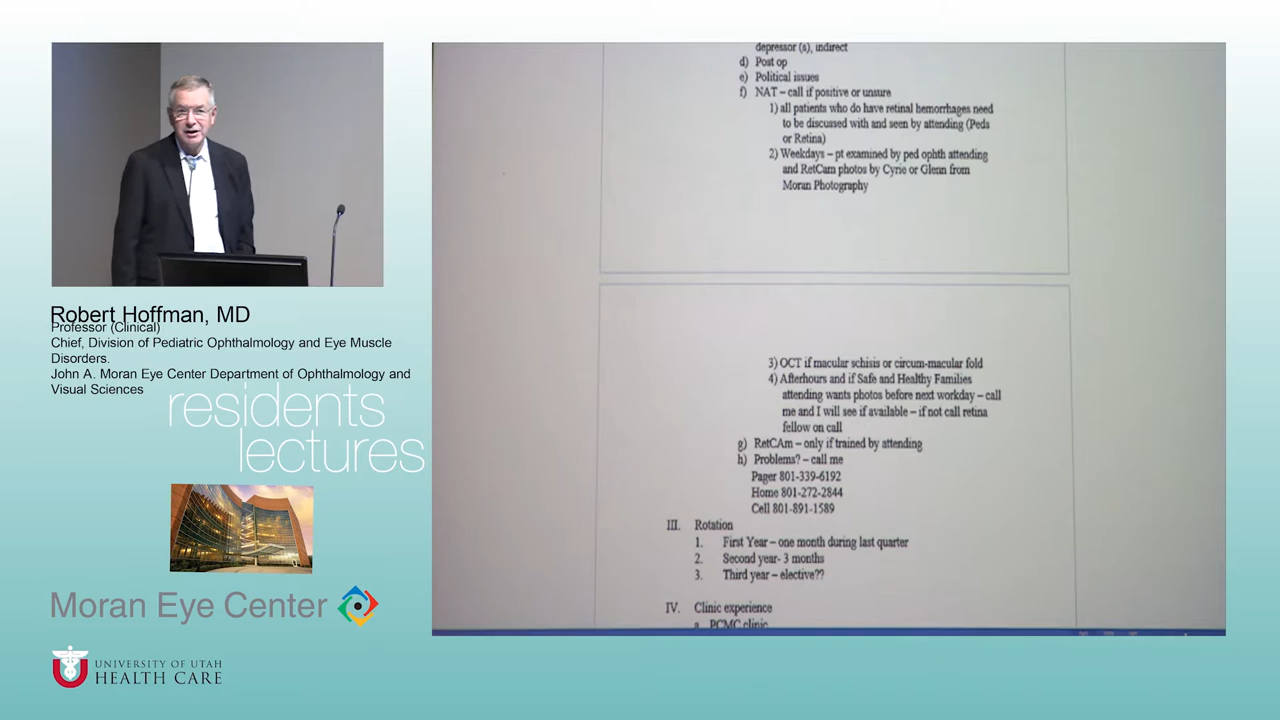 Robert Hoffman, MD
Professor (Clinical)
Chief, Division of Pediatric Ophthalmology and Eye Muscle
Disorders.
John A. Moran Eye Center Department of Ophthalmology and
Visual Sciences
residents
lectures
Moran Eye Center
UNIVERSITY OF UTAH
HEALTH CARE
depressor (s), indirect
d) Post op
e) Political issues
f) NAT – call if positive or unsure
1) all patients who do have retinal hemorrhages need
to be discussed with and seen by attending (Peds
or Retina)
2) Weekdays – pt examined by ped ophth attending
and RetCam photos by Cyrie or Glenn from
Moran Photography
3) OCT if macular schisis or circum-macular fold
4) Afterhours and if Safe and Healthy Families
attending wants photos before next workday – call
me and I will see if available – if not call retina
fellow on call
g) RetCAm – only if trained by attending
h) Problems? – call me
Pager 801-339-6192
Home 801-272-2844
Cell 801-891-1589
III. Rotation
1. First Year – one month during last quarter
2. Second year- 3 months
3. Third year – elective??
IV. Clinic experience
a. PCMC clinic